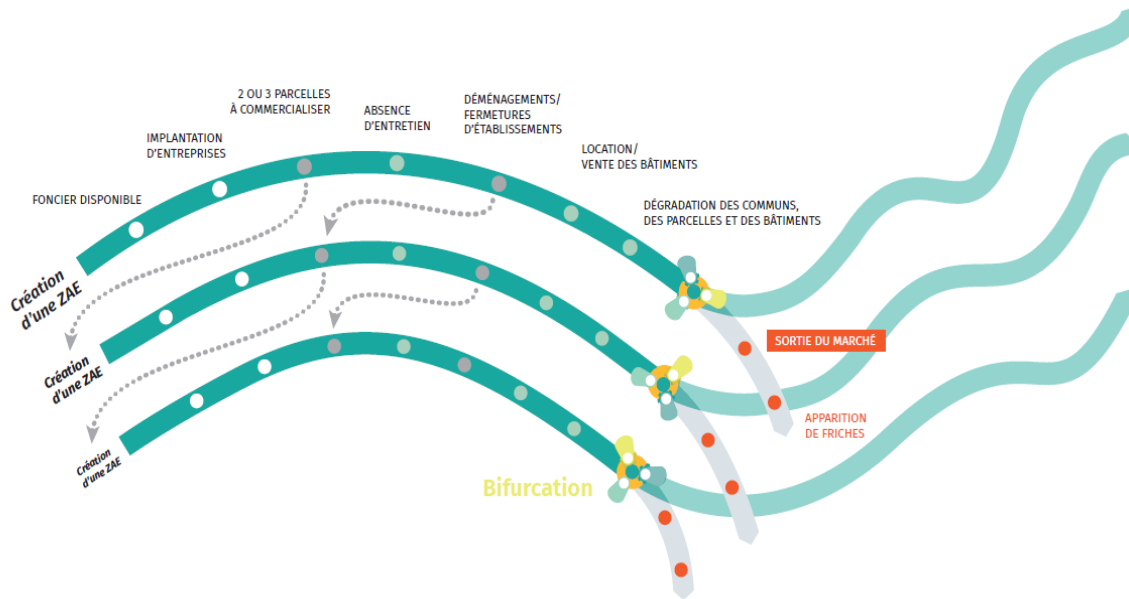 2 OU 3 PARCELLES
À COMMERCIALISER
DÉMÉNAGEMENTS/
FERMETURES
D'ÉTABLISSEMENTS
ABSENCE
D'ENTRETIEN
IMPLANTATION
D'ENTREPRISES
LOCATION/
VENTE DES BÂTIMENTS
FONCIER DISPONIBLE
DÉGRADATION DES COMMUNS,
DES PARCELLES ET DES BÂTIMENTS
Création
d'une ZAE
SORTIE DU MARCHÉ
Création
d'une ZAE
APPARITION
DE FRICHES
Création
d'une ZAE
Bifurcation